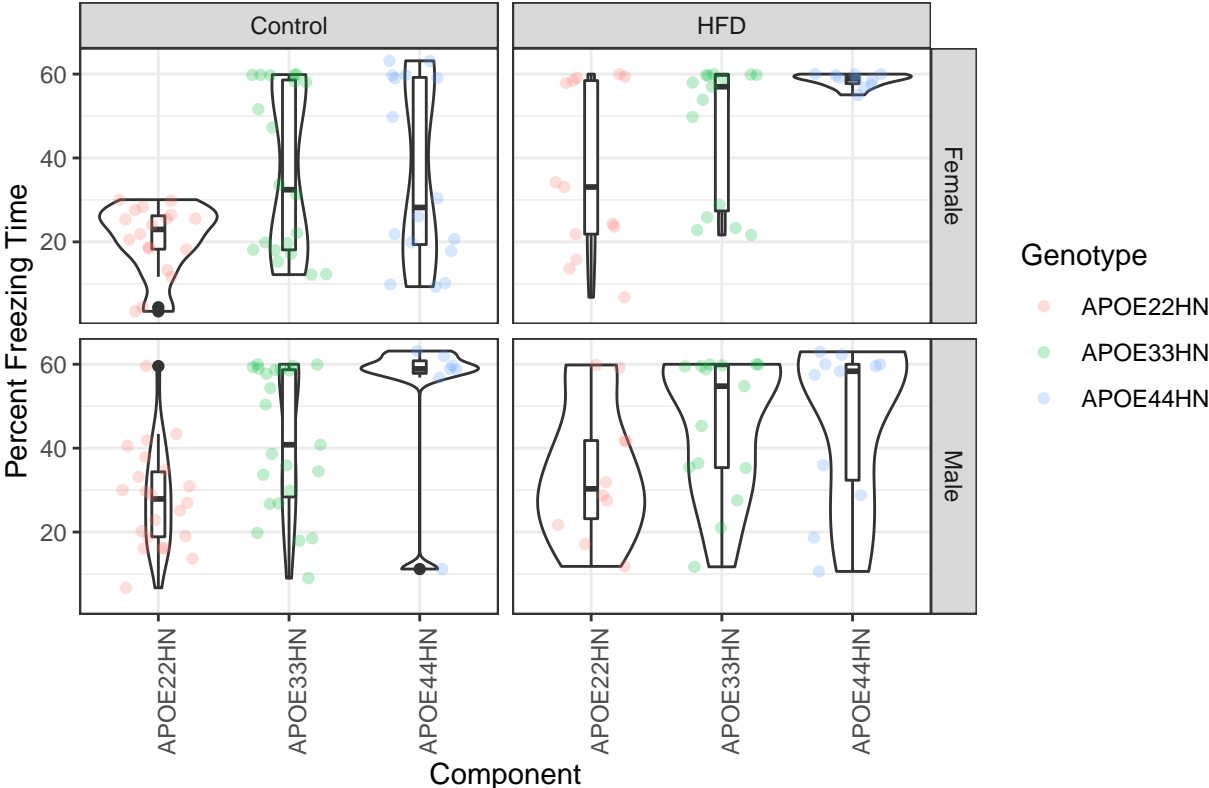 Control
HFD
Percent Freezing Time
60
40
20
Female
60
40
20
Male
APOE22HN
APOE33HN
APOE44HN
APOE22HN
APOE33HN
APOE44HN
Component
Genotype
APOE22HN
APOE33HN
APOE44HN